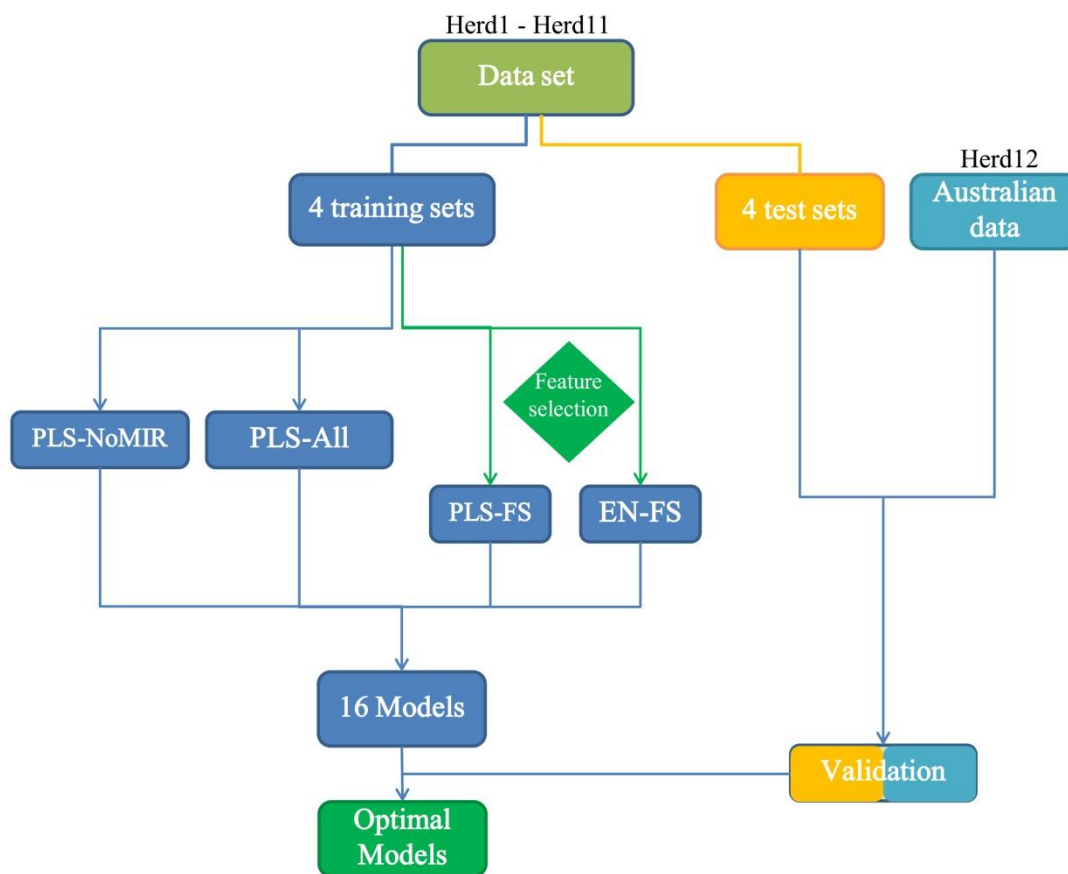 Herd1 - Herd11
Data set
Herd12
4 training sets
4 test sets
Australian
data
Feature
selection
PLS-NoMIR
PLS-All
PLS-FS
EN-FS
16 Models
Validation
Optimal
Models